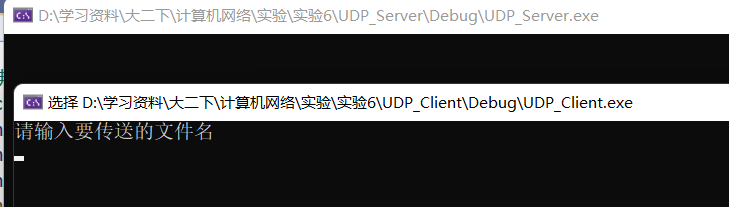 D:\学习资料\大二下\计算机网络\实验\实验6\UDP_Server\Debug\UDP_Server.exe
选择 D:\学习资料\大二下\计算机网络\实验\实验6\UDP_Client\Debug\UDP_Client.exe
请输入要传送的文件名